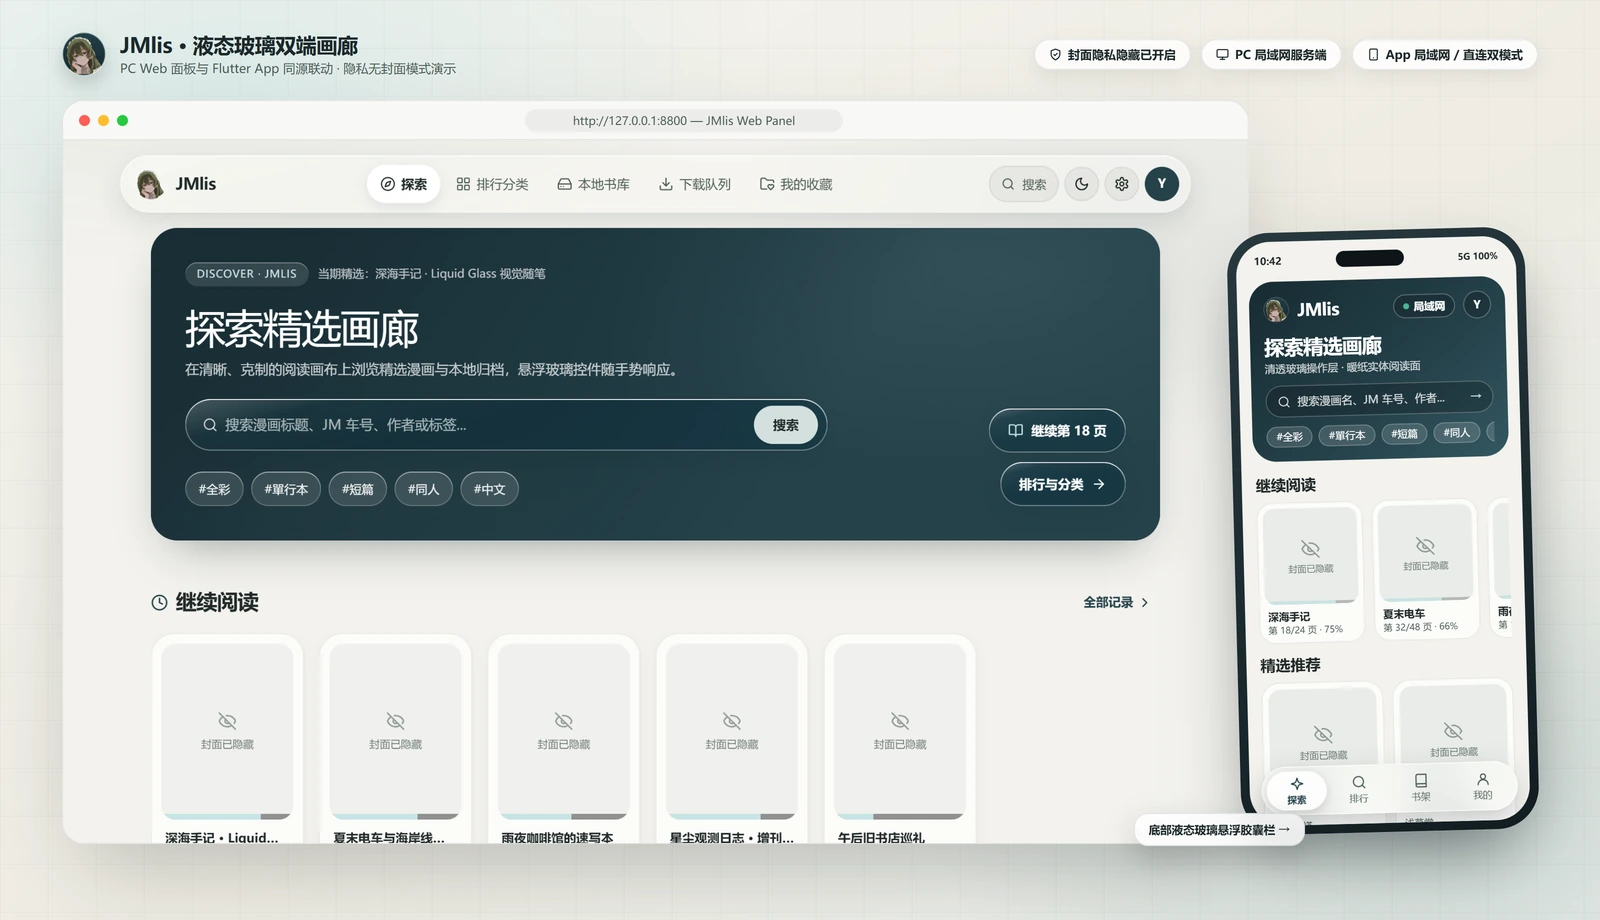 JMlis • 液态玻璃双端画廊
PC Web 面板与 Flutter App 同源联动 · 隐私无封面模式演示
封面隐私隐藏已开启
PC 局域网服务端
App 局域网 / 直连双模式
http://127.0.0.1:8800 — JMlis Web Panel
JMlis
探索
排行分类
本地书库
下载队列
我的收藏
搜索
Y
DISCOVER · JMLIS
当期精选：深海手记 · Liquid Glass 视觉随笔
探索精选画廊
在清晰、克制的阅读画布上浏览精选漫画与本地归档，悬浮玻璃控件随手势响应。
搜索漫画标题、JM 车号、作者或标签...
搜索
#全彩
#單行本
#短篇
#同人
#中文
继续第 18 页
排行与分类 →
继续阅读
全部记录
封面已隐藏
封面已隐藏
封面已隐藏
封面已隐藏
封面已隐藏
深海手记 • Liquid...
夏末电车与海岸线...
雨夜咖啡馆的速写本
星尘观测日志 • 增刊...
午后旧书店巡礼
10:42
5G 100%
JMlis
局域网
Y
探索精选画廊
清透玻璃操作层 · 暖纸实体阅读面
搜索漫画名、JM 车号、作者... →
#全彩
#單行本
#短篇
#同人
继续阅读
封面已隐藏
封面已隐藏
深海手记
第 18/24 页 · 75%
夏末电车
第 32/48 页 · 66%
雨
第
精选推荐
封面已隐藏
封面已隐藏
探索
排行
书架
我的
底部液态玻璃悬浮胶囊栏 →